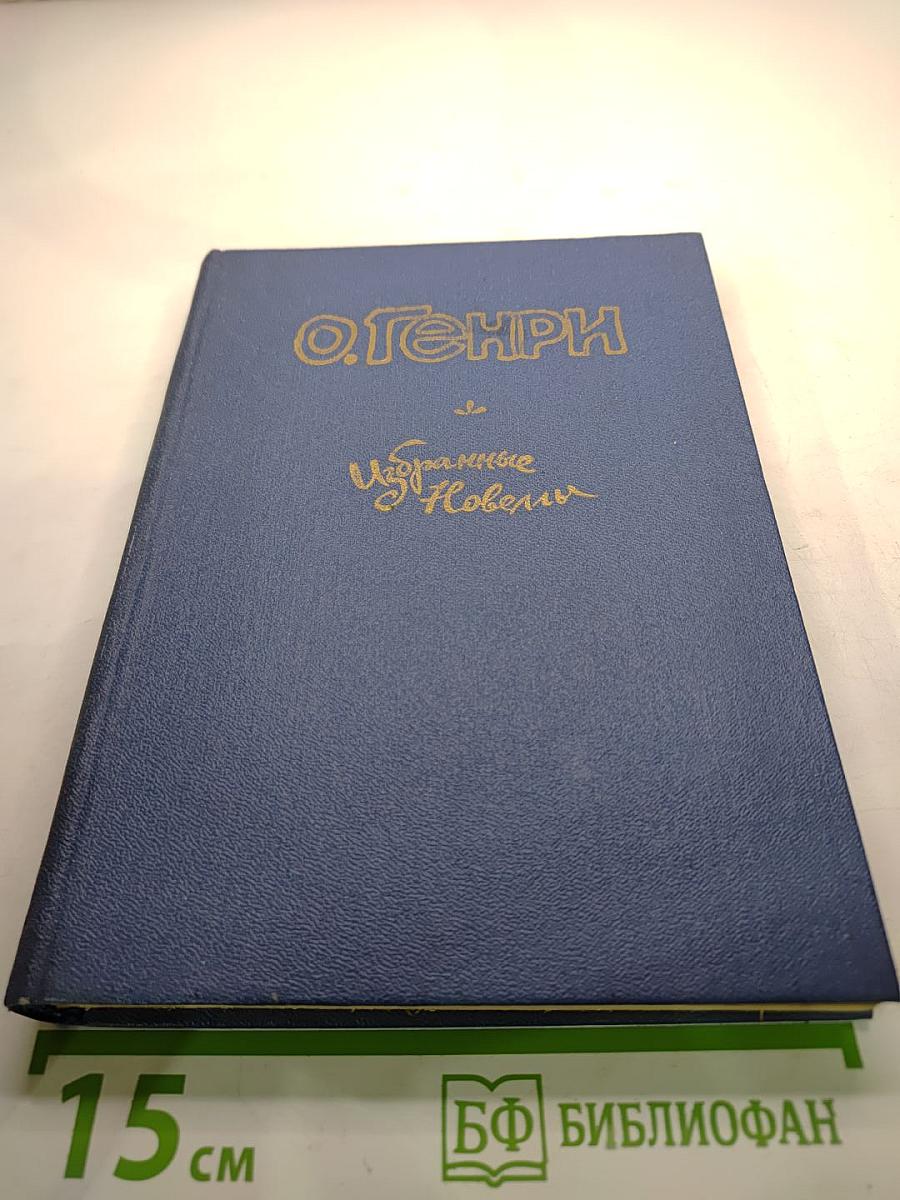 О.ГЕНРИ
Избранные
Новеллы
15 см
БФ БИБЛИОФАН